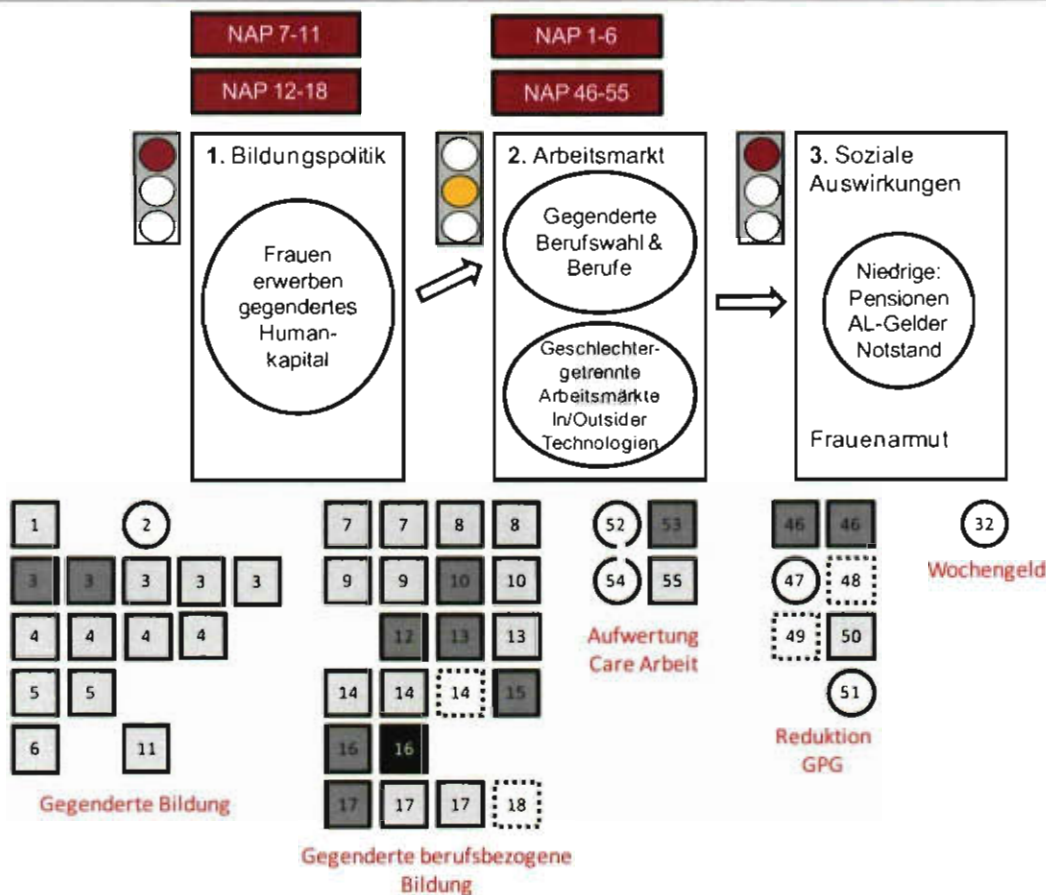 NAP 7-11
NAP 1-6
NAP 12-18
NAP 46-55
1. Bildungspolitik
Frauen
erwerben
gegendertes
Human-
kapital
2. Arbeitsmarkt
Gegenderte
Berufswahl &
Berufe
Geschlechter-
getrennte
Arbeitsmärkte
In/Outsider
Technologien
3. Soziale
Auswirkungen
Niedrige:
Pensionen
AL-Gelder
Notstand
Frauenarmut
1 2
3 3 3 3 3
4 4 4 4
5 5
6 11
Gegenderte Bildung
7 7 8 8
9 9 10 10
12 13 13
14 14 14 15
16 16
17 17 17 18
Gegenderte berufsbezogene
Bildung
52 53
54 55
Aufwertung
Care Arbeit
46 46
47 48
49 50
51
Reduktion
GPG
32
Wochengeld